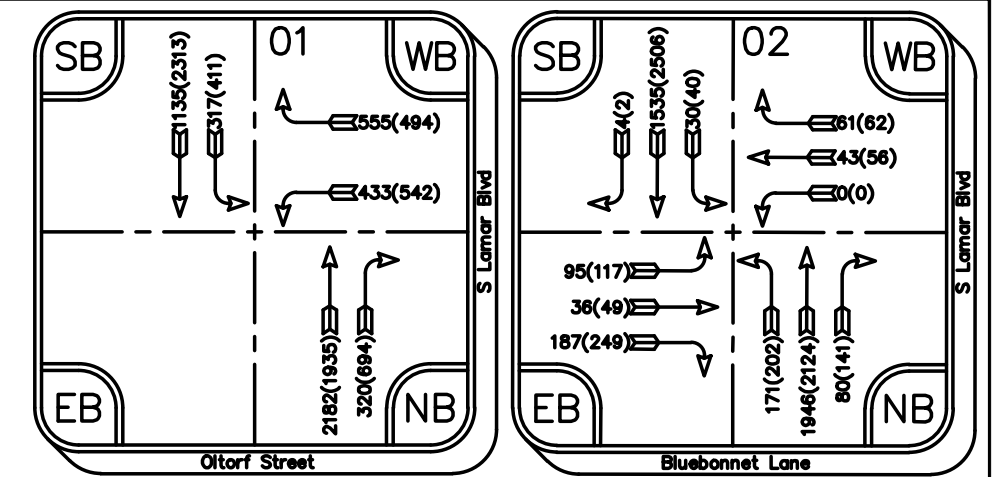 SB
01
WB
1135(2313)
317(411)
555(494)
433(542)
2182(1935)
320(694)
S Lamar Blvd
EB
NB
Oltorf Street
SB
02
WB
4(2)
1535(2506)
30(40)
61(62)
43(56)
0(0)
95(117)
36(49)
187(249)
171(202)
1946(2124)
80(141)
S Lamar Blvd
EB
NB
Bluebonnet Lane